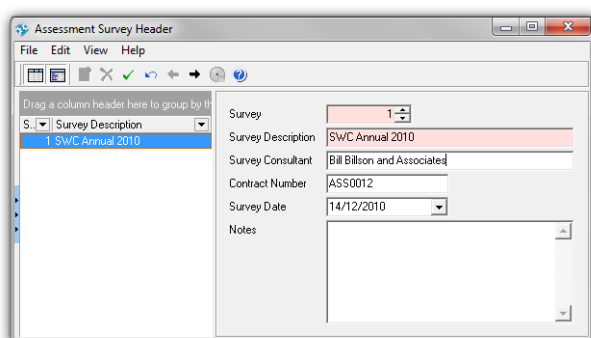 Assessment Survey Header
File Edit View Help
Drag a column header here to group by th
S.. Survey Description
1 SWC Annual 2010
Survey 1
Survey Description SWC Annual 2010
Survey Consultant Bill Billson and Associates
Contract Number ASS0012
Survey Date 14/12/2010
Notes